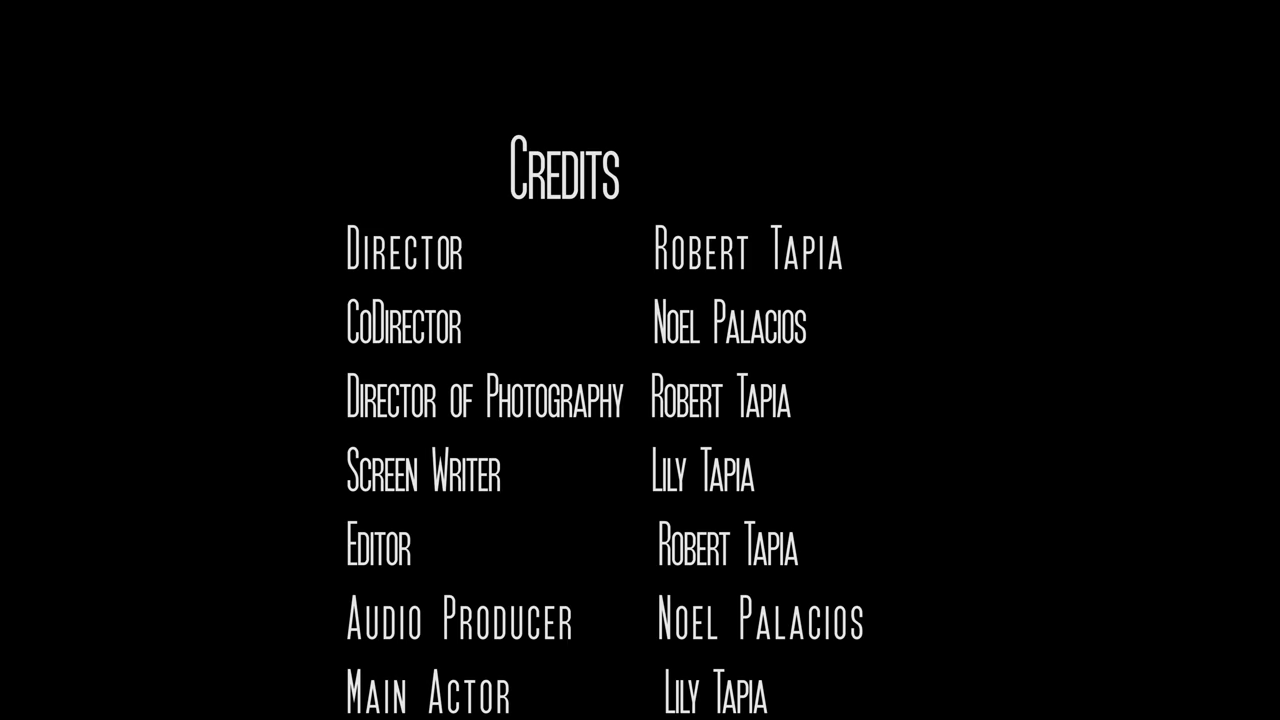 Credits
Director Robert Tapia
CoDirector Noel Palacios
Director of Photography Robert Tapia
Screen Writer Lily Tapia
Editor Robert Tapia
Audio Producer Noel Palacios
Main Actor Lily Tapia